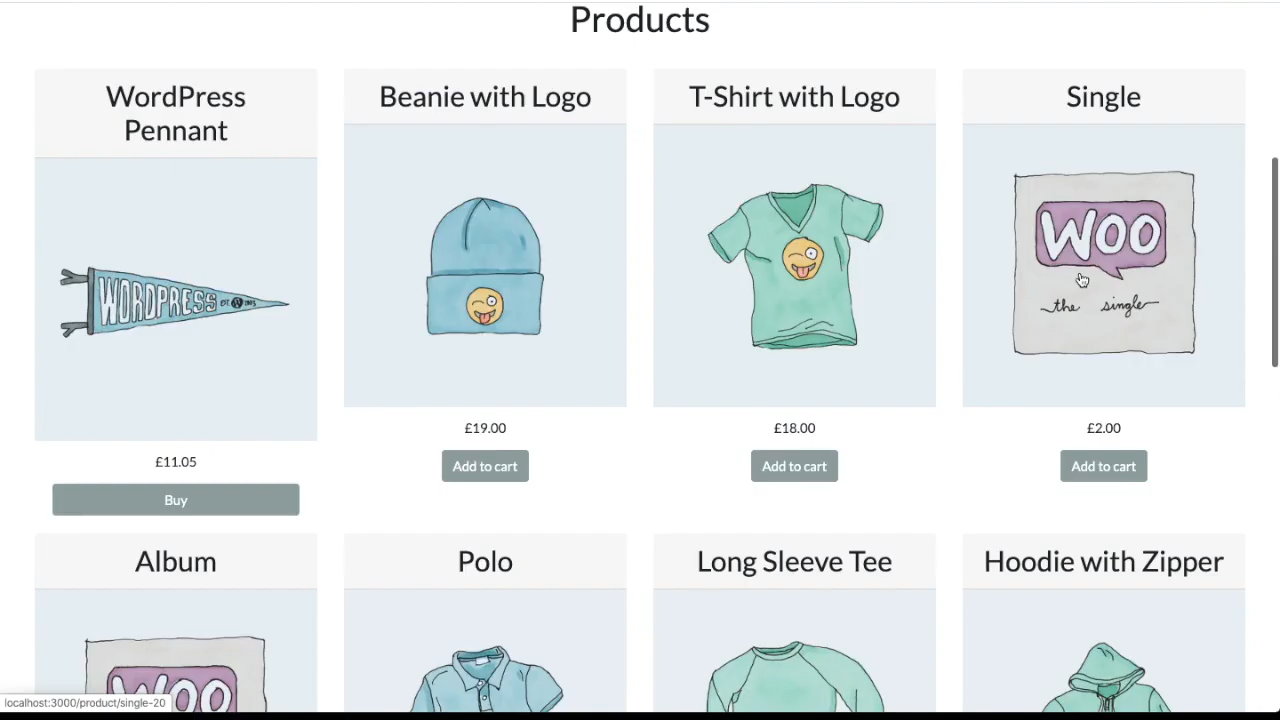 Products
WordPress
Pennant
Beanie with Logo
T-Shirt with Logo
Single
WORDPRESS
WOO
the single
£11.05
£19.00
£18.00
£2.00
Buy
Add to cart
Add to cart
Add to cart
Album
Polo
Long Sleeve Tee
Hoodie with Zipper
WOO
localhost:3000/product/single-20